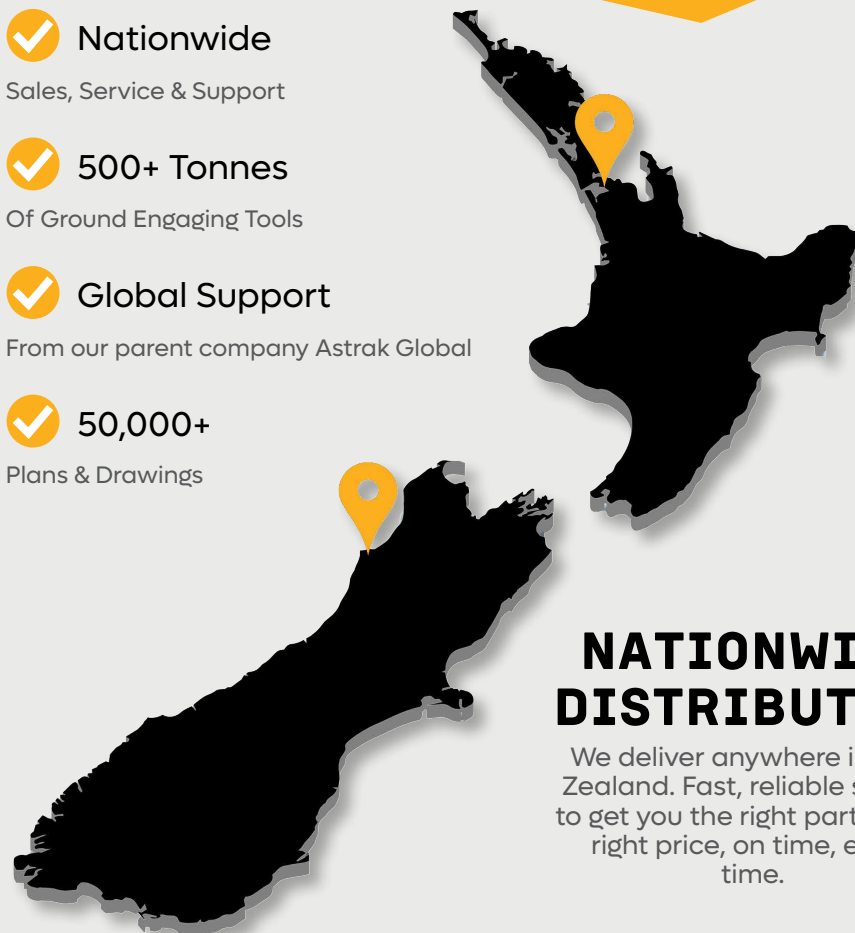 Nationwide
Sales, Service & Support
500+ Tonnes
Of Ground Engaging Tools
Global Support
From our parent company Astrak Global
50,000+
Plans & Drawings
NATIONWI
DISTRIBUT
We deliver anywhere i
Zealand. Fast, reliable
to get you the right part
right price, on time, e
time.